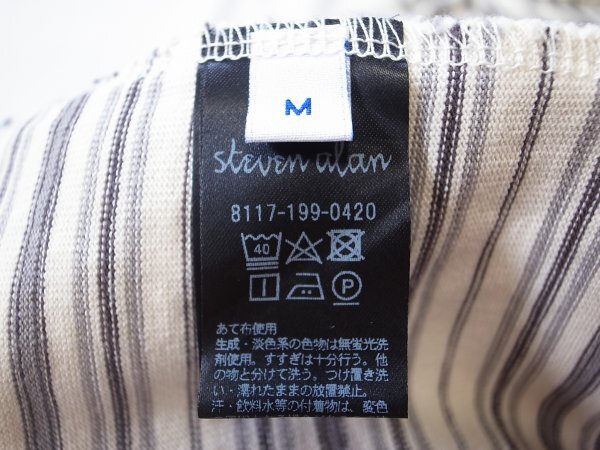 M
steven alan
8117-199-0420
40
P
あて布使用
生成・淡色系の色物は無蛍光洗
剤使用。すすぎは十分行う。他
の物と分けて洗う、つけ置き洗
い・濡れたままの放置禁止。
汗・飲料水等の付着物は、変色